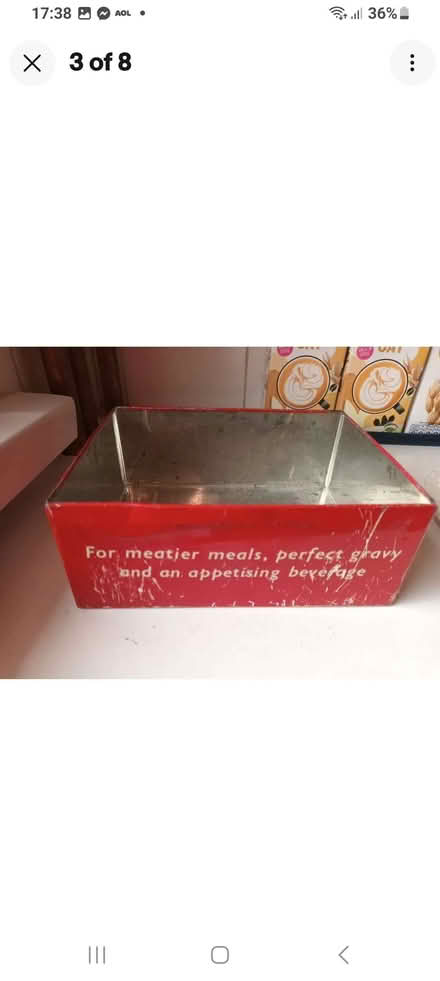 17:38 AOL 36%
3 of 8
For meatier meals, perfect gravy
and an appetising beverage